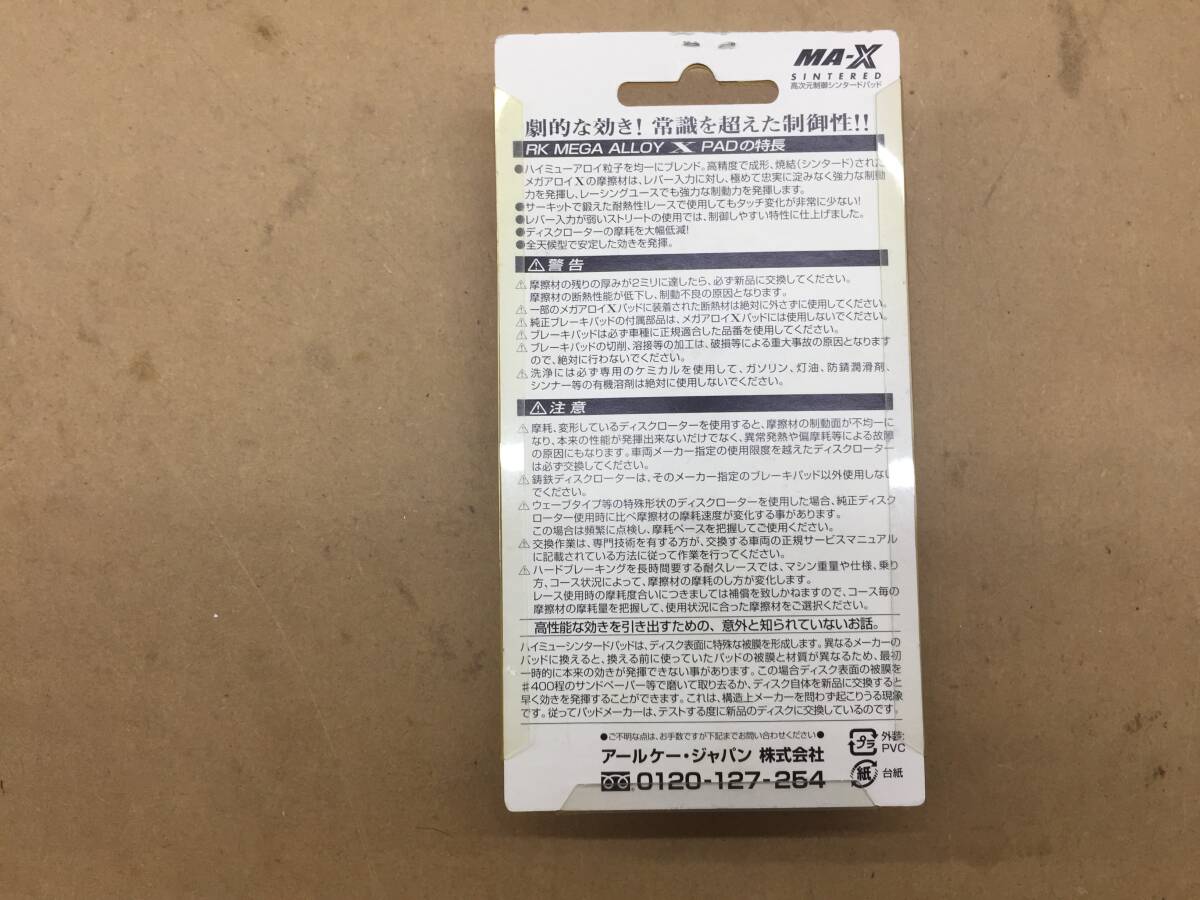 MA-X
SINTERED
高次元制御シンタードパッド
劇的な効き！常識を超えた制御性！！
RK MEGA ALLOY X PADの特長
●ハイミューアロイ粒子を均一にブレンド。高精度で成形、焼結（シンタード）された
メガアロイXの摩擦材は、レバー入力に対し、極めて忠実に淀みなく強力な制動
力を発揮し、レーシングユースでも強力な制動力を発揮します。
●サーキットで鍛えた耐熱性！レースで使用してもタッチ変化が非常に少ない！
●レバー入力が弱いストリートの使用では、制御しやすい特性に仕上げました。
●ディスクローターの摩耗を大幅低減！
●全天候型で安定した効きを発揮。
⚠警告
⚠摩擦材の残りの厚みが2ミリに達したら、必ず新品に交換してください。
摩擦材の断熱性能が低下し、制動不良の原因となります。
⚠一部のメガアロイXパッドに装着された断熱材は絶対に外さずに使用してください。
⚠純正ブレーキパッドの付属部品は、メガアロイXパッドには使用しないでください。
⚠ブレーキパッドは必ず車種に正規適合した品番を使用してください。
⚠ブレーキパッドの切削、溶接等の加工は、破損等による重大事故の原因となります
ので、絶対に行わないでください。
⚠洗浄には必ず専用のケミカルを使用して、ガソリン、灯油、防錆潤滑剤、
シンナー等の有機溶剤は絶対に使用しないでください。
⚠注意
⚠摩耗、変形しているディスクローターを使用すると、摩擦材の制動面が不均一に
なり、本来の性能が発揮出来ないだけでなく、異常発熱や偏摩耗等による故障
の原因にもなります。車両メーカー指定の使用限度を越えたディスクローター
は必ず交換してください。
⚠鋳鉄ディスクローターは、そのメーカー指定のブレーキパッド以外使用しない
でください。
⚠ウェーブタイプ等の特殊形状のディスクローターを使用した場合、純正ディスク
ローター使用時に比べ摩擦材の摩耗速度が変化する事があります。
この場合は頻繁に点検し、摩耗ペースを把握してご使用ください。
⚠交換作業は、専門技術を有する方が、交換する車両の正規サービスマニュアル
に記載されている方法に従って作業を行ってください。
⚠ハードブレーキングを長時間要する耐久レースでは、マシン重量や仕様、乗り
方、コース状況によって、摩擦材の摩耗のし方が変化します。
レース使用時の摩耗度合いにつきましては補償を致しかねますので、コース毎の
摩擦材の摩耗量を把握して、使用状況に合った摩擦材をご選択ください。
高性能な効きを引き出すための、意外と知られていないお話。
ハイミューシンタードパッドは、ディスク表面に特殊な被膜を形成します。異なるメーカーの
パッドに換えると、換える前に使っていたパッドの被膜と材質が異なるため、最初
一時的に本来の効きが発揮できない事があります。この場合ディスク表面の被膜を
♯400程のサンドペーパー等で磨いて取り去るか、ディスク自体を新品に交換すると
早く効きを発揮することができます。これは、構造上メーカーを問わず起こりうる現象
です。従ってパッドメーカーは、テストする度に新品のディスクに交換しているのです。
●ご不明な点は、お手数ですが下記までお問い合わせください●
アールケー・ジャパン 株式会社
0120-127-254
プラ
外装:
PVC
紙
台紙